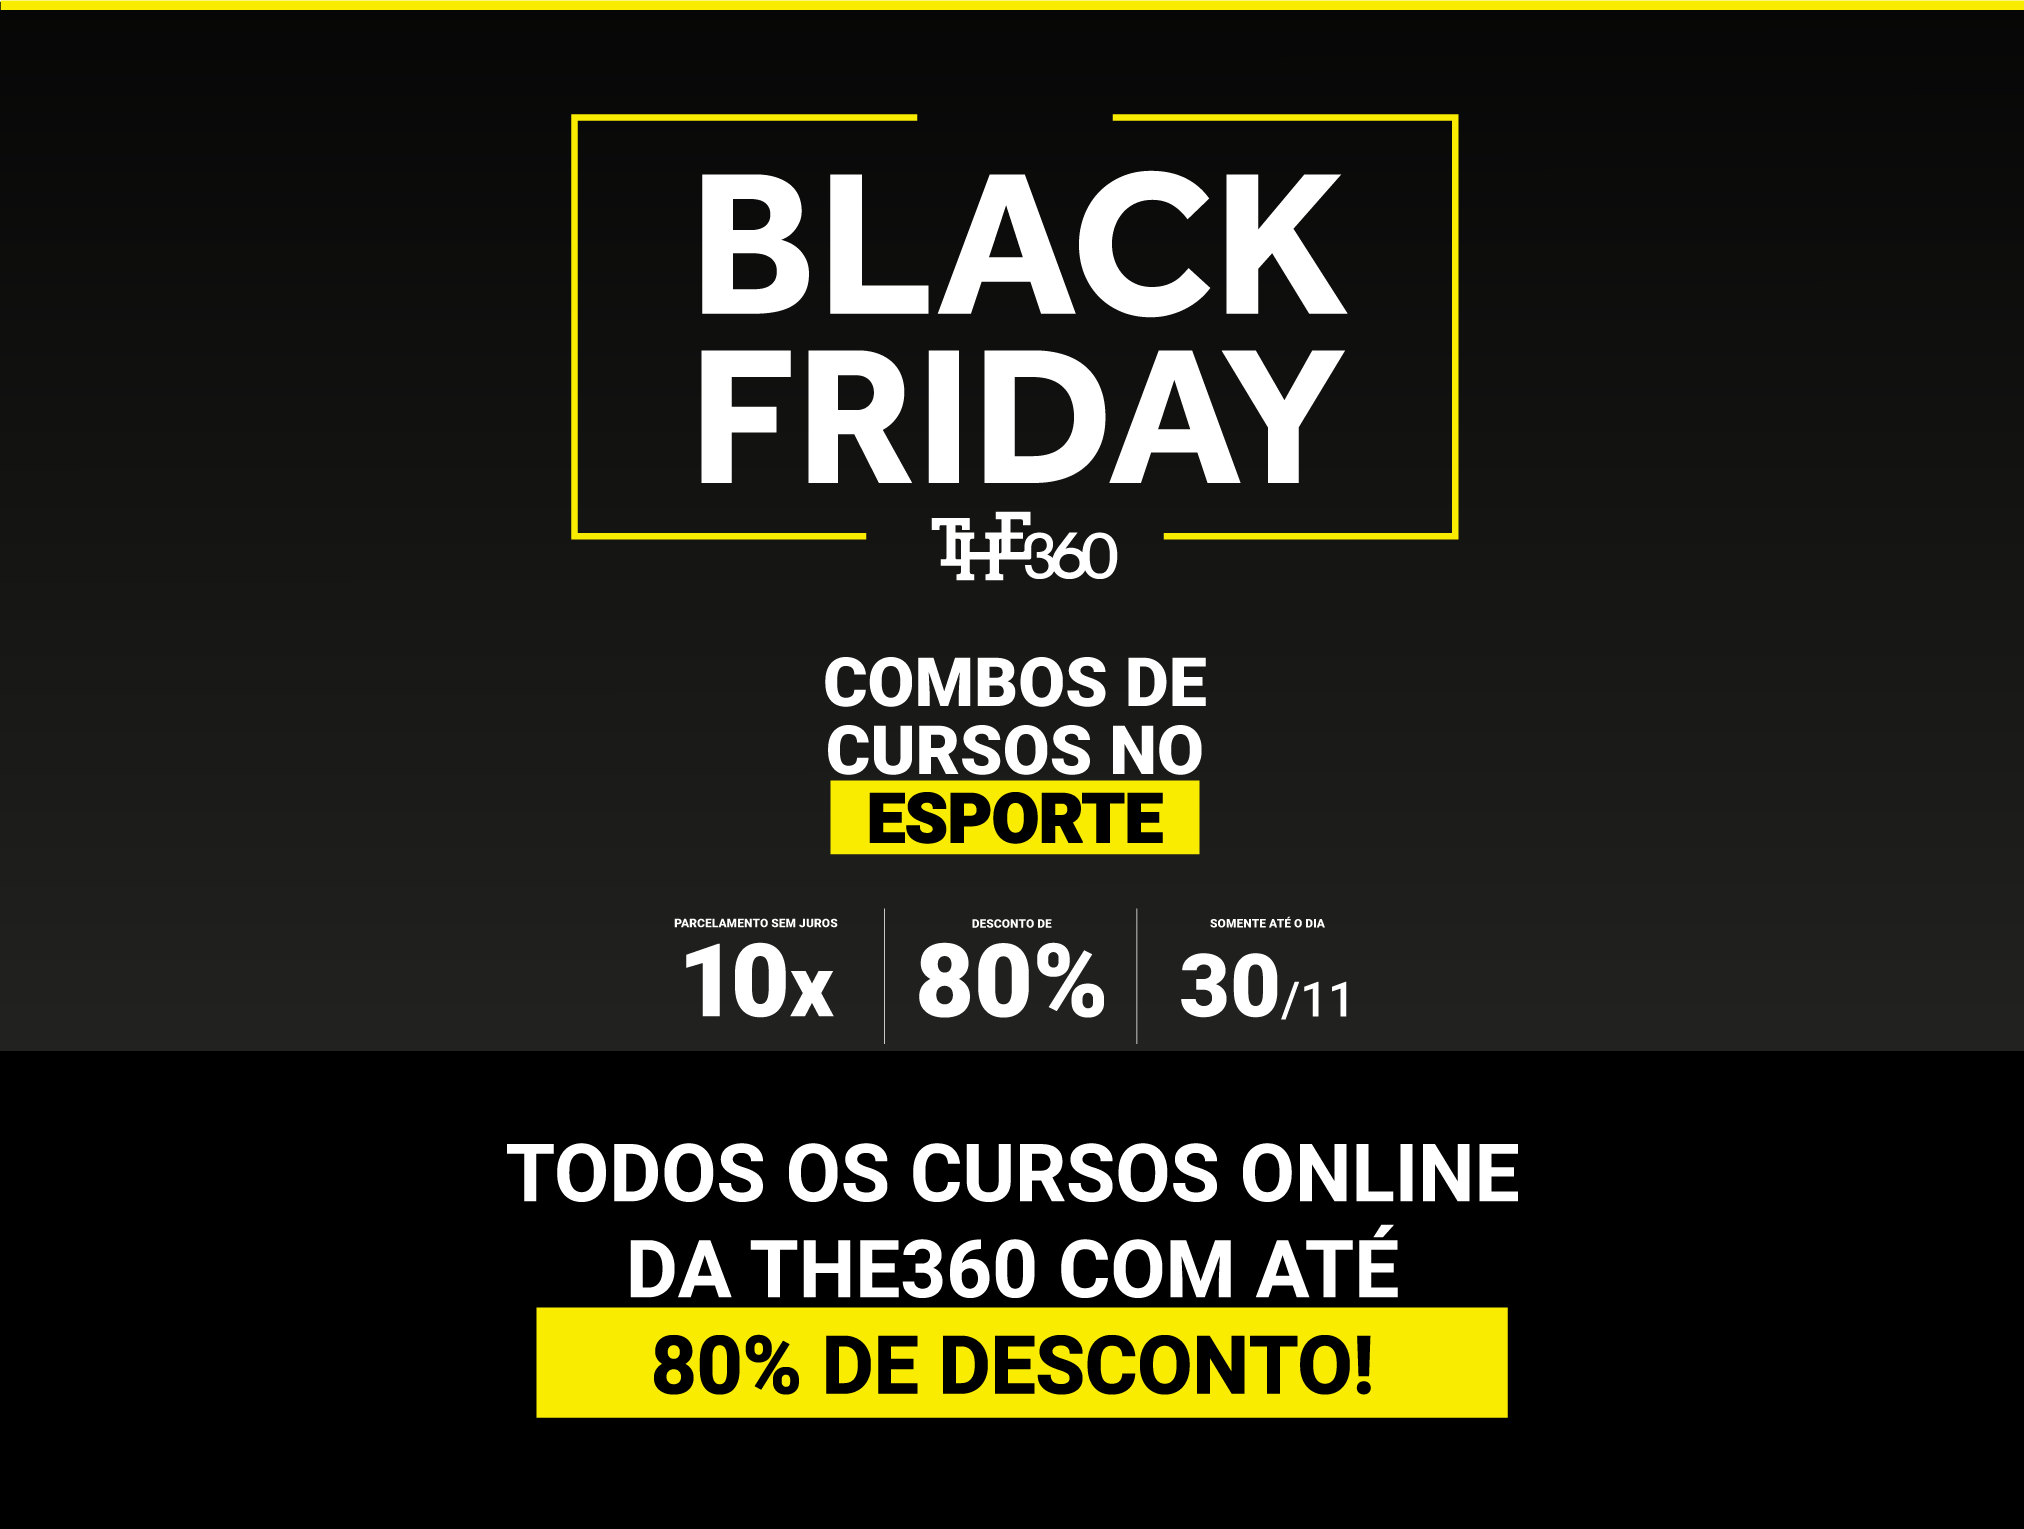 BLACK
FRIDAY
THE360
COMBOS DE
CURSOS NO
ESPORTE
PARCELAMENTO SEM JUROS
10x
DESCONTO DE
80%
SOMENTE ATÉ O DIA
30/11
TODOS OS CURSOS ONLINE
DA THE360 COM ATÉ
80% DE DESCONTO!